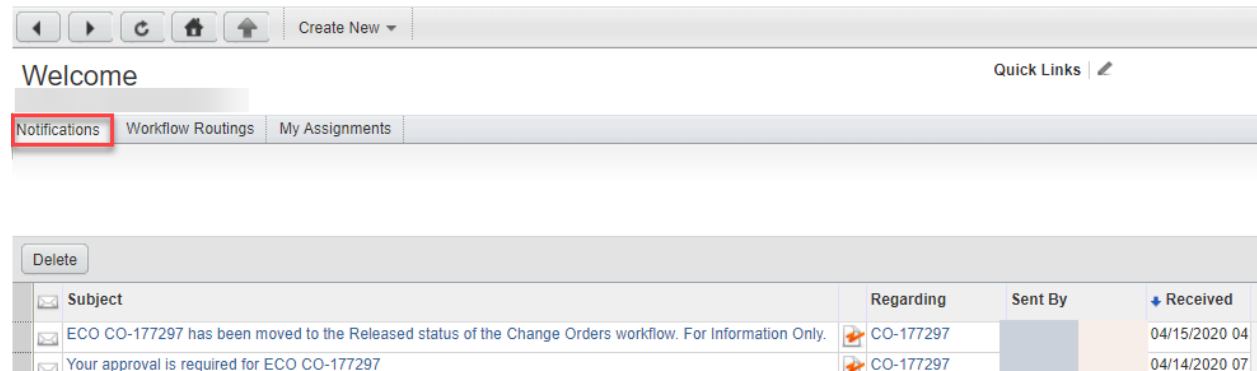 Create New
Welcome
Quick Links
Notifications Workflow Routings My Assignments
Delete
Subject Regarding Sent By Received
ECO CO-177297 has been moved to the Released status of the Change Orders workflow. For Information Only. CO-177297 04/15/2020 04
Your approval is required for ECO CO-177297 CO-177297 04/14/2020 07